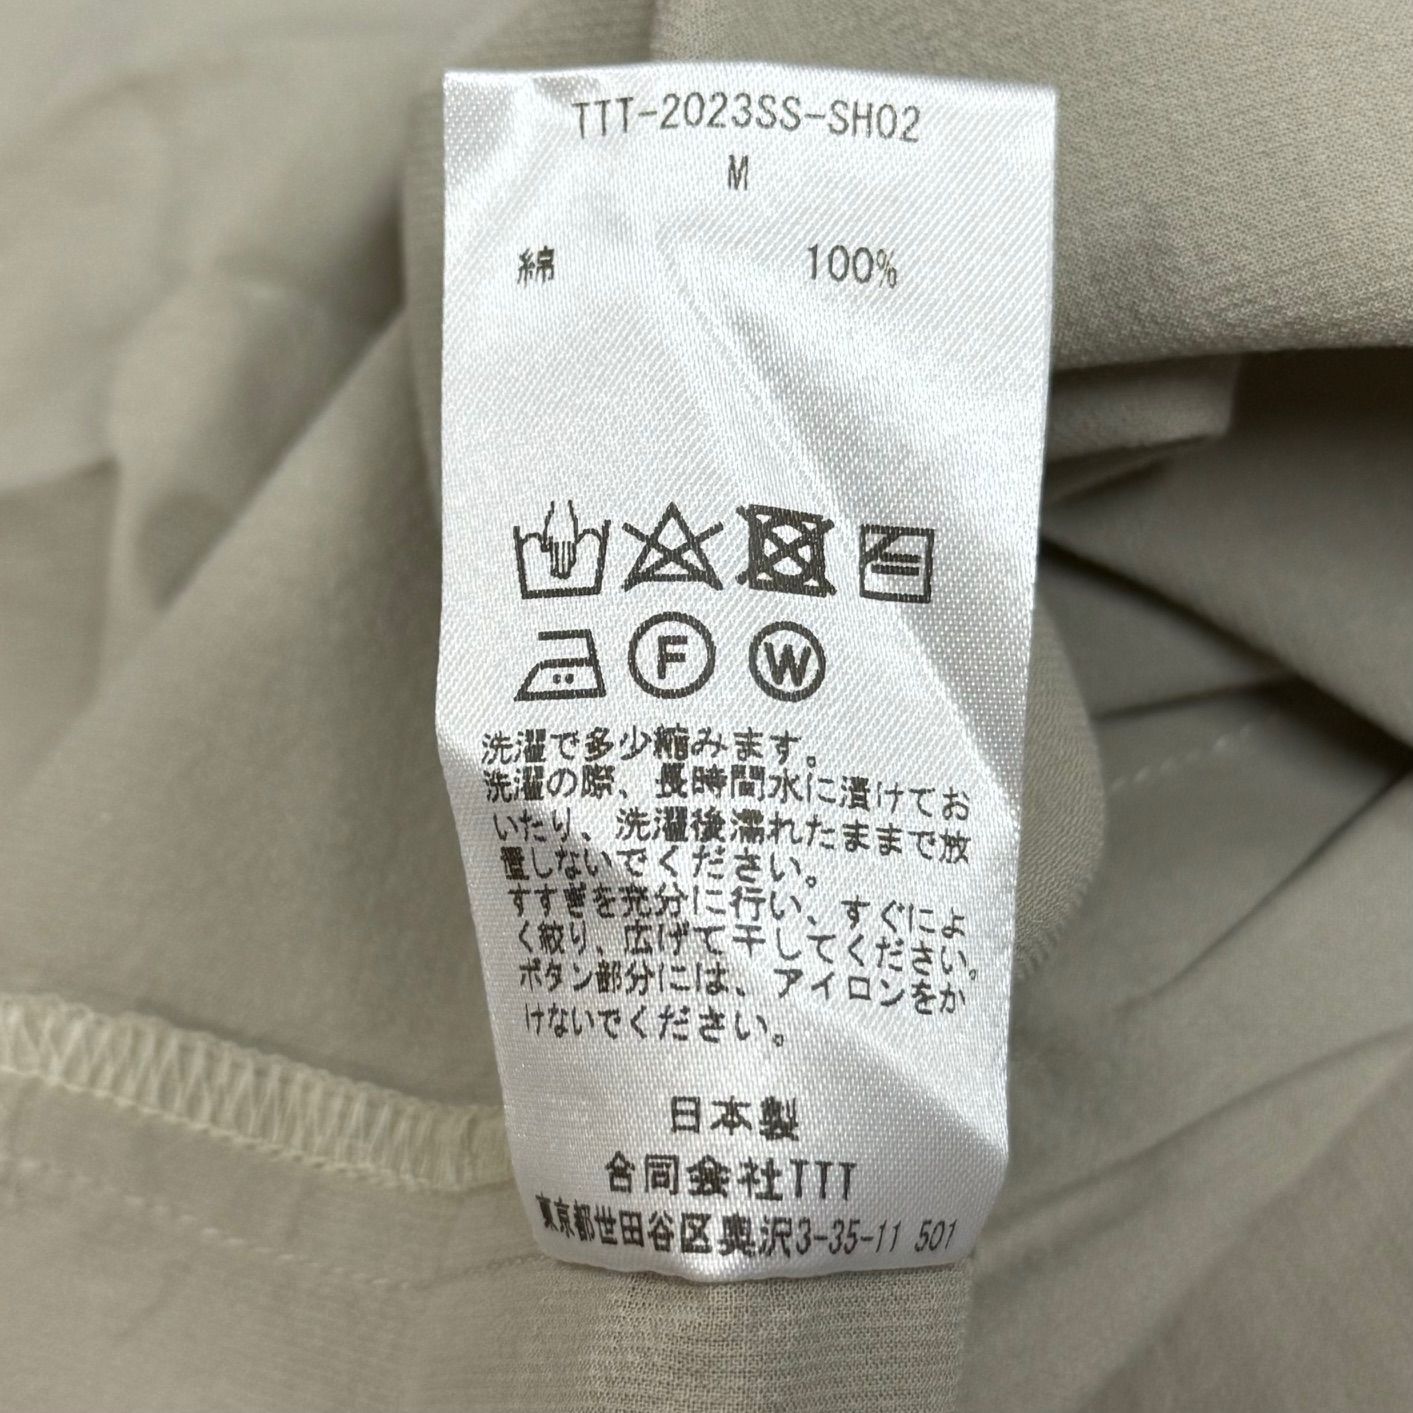 TTT-2023SS-SH02
M
綿 100%
F W
洗濯で多少縮みます。
洗濯の際、長時間水に漬けてお
いたり、洗濯後濡れたままで放
置しないでください。
すすぎを充分に行い、すぐによ
く絞り、広げて干してください。
ボタン部分には、アイロンをか
けないでください。
日本製
合同会社TTT
東京都世田谷区奥沢3-35-11 501